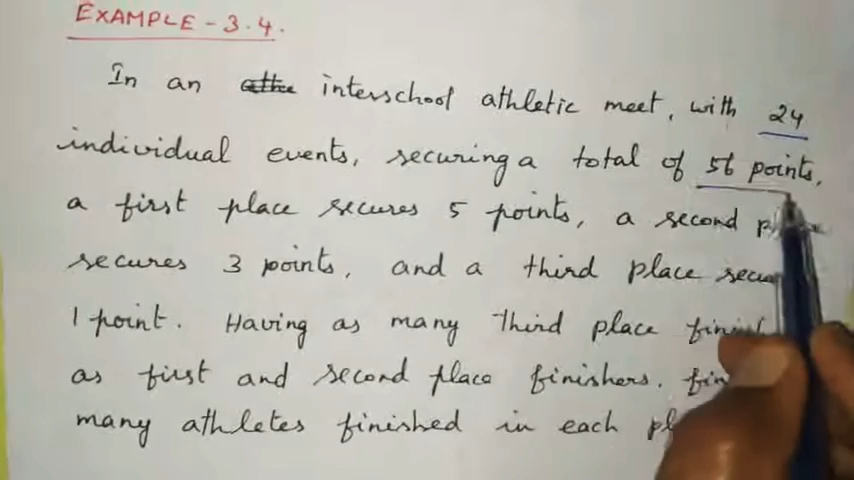 EXAMPLE - 3.4.
In an interschool athletic meet, with 24
individual events, securing a total of 56 points,
a first place secures 5 points, a second
secures 3 points, and a third place
1 point. Having as many third place
as first and second place finishers.
many athletes finished in each